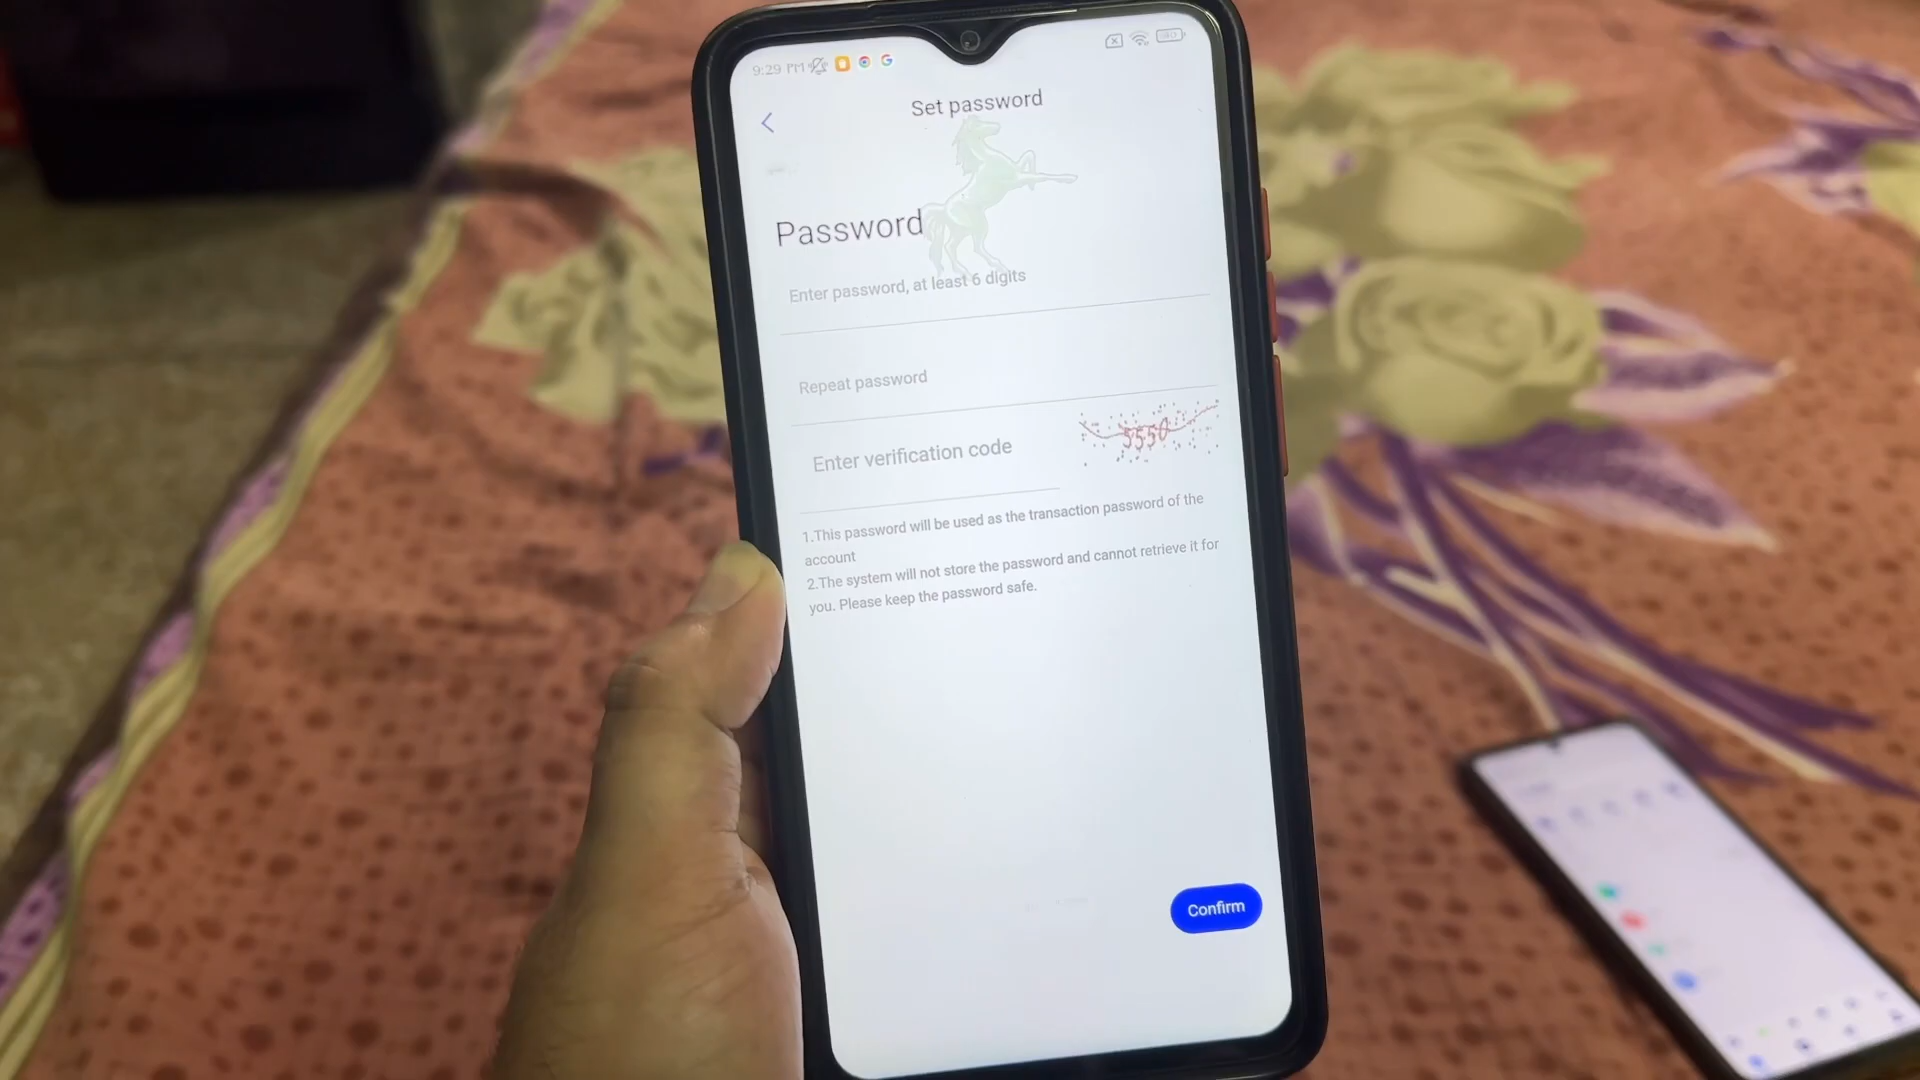 9:29 PM
Set password
Password
Enter password, at least 6 digits
Repeat password
Enter verification code
5550
1.This password will be used as the transaction password of the
account
2.The system will not store the password and cannot retrieve it for
you. Please keep the password safe.
Confirm